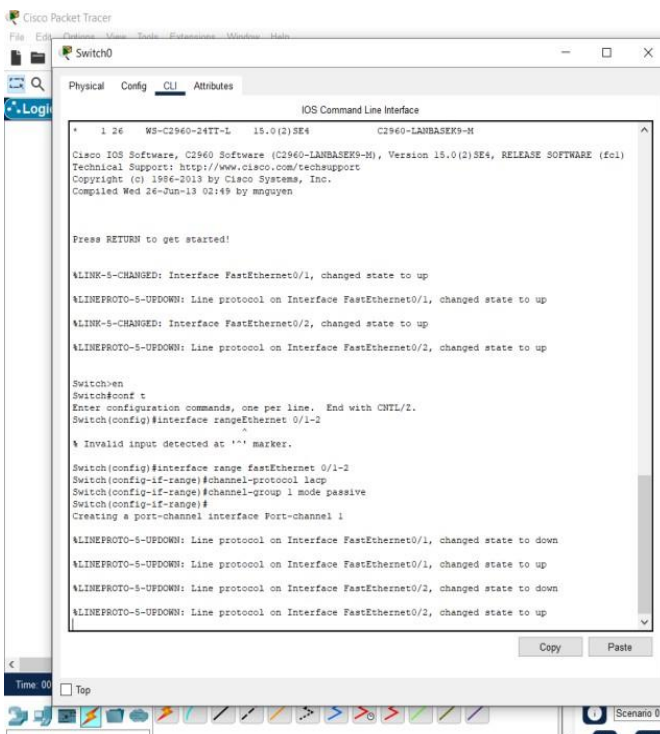 Cisco Packet Tracer
File Edit Options View Tools Extensions Window Help
Switch0
Physical Config CLI Attributes
Logi
IOS Command Line Interface
* 1 26 WS-C2960-24TT-L 15.0(2)SE4 C2960-LANBASEK9-M
Cisco IOS Software, C2960 Software (C2960-LANBASEK9-M), Version 15.0(2)SE4, RELEASE SOFTWARE (fc1)
Technical Support: http://www.cisco.com/techsupport
Copyright (c) 1986-2013 by Cisco Systems, Inc.
Compiled Wed 26-Jun-13 02:49 by mnguyen
Press RETURN to get started!
%LINK-5-CHANGED: Interface FastEthernet0/1, changed state to up
%LINEPROTO-5-UPDOWN: Line protocol on Interface FastEthernet0/1, changed state to up
%LINK-5-CHANGED: Interface FastEthernet0/2, changed state to up
%LINEPROTO-5-UPDOWN: Line protocol on Interface FastEthernet0/2, changed state to up
Switch>en
Switch#conf t
Enter configuration commands, one per line. End with CNTL/Z.
Switch(config)#interface rangeEthernet 0/1-2
^
% Invalid input detected at '^' marker.
Switch(config)#interface range fastEthernet 0/1-2
Switch(config-if-range)#channel-protocol lacp
Switch(config-if-range)#channel-group 1 mode passive
Switch(config-if-range)#
Creating a port-channel interface Port-channel 1
%LINEPROTO-5-UPDOWN: Line protocol on Interface FastEthernet0/1, changed state to down
%LINEPROTO-5-UPDOWN: Line protocol on Interface FastEthernet0/1, changed state to up
%LINEPROTO-5-UPDOWN: Line protocol on Interface FastEthernet0/2, changed state to down
%LINEPROTO-5-UPDOWN: Line protocol on Interface FastEthernet0/2, changed state to up
Copy Paste
Time: 00
Top
Scenario 0